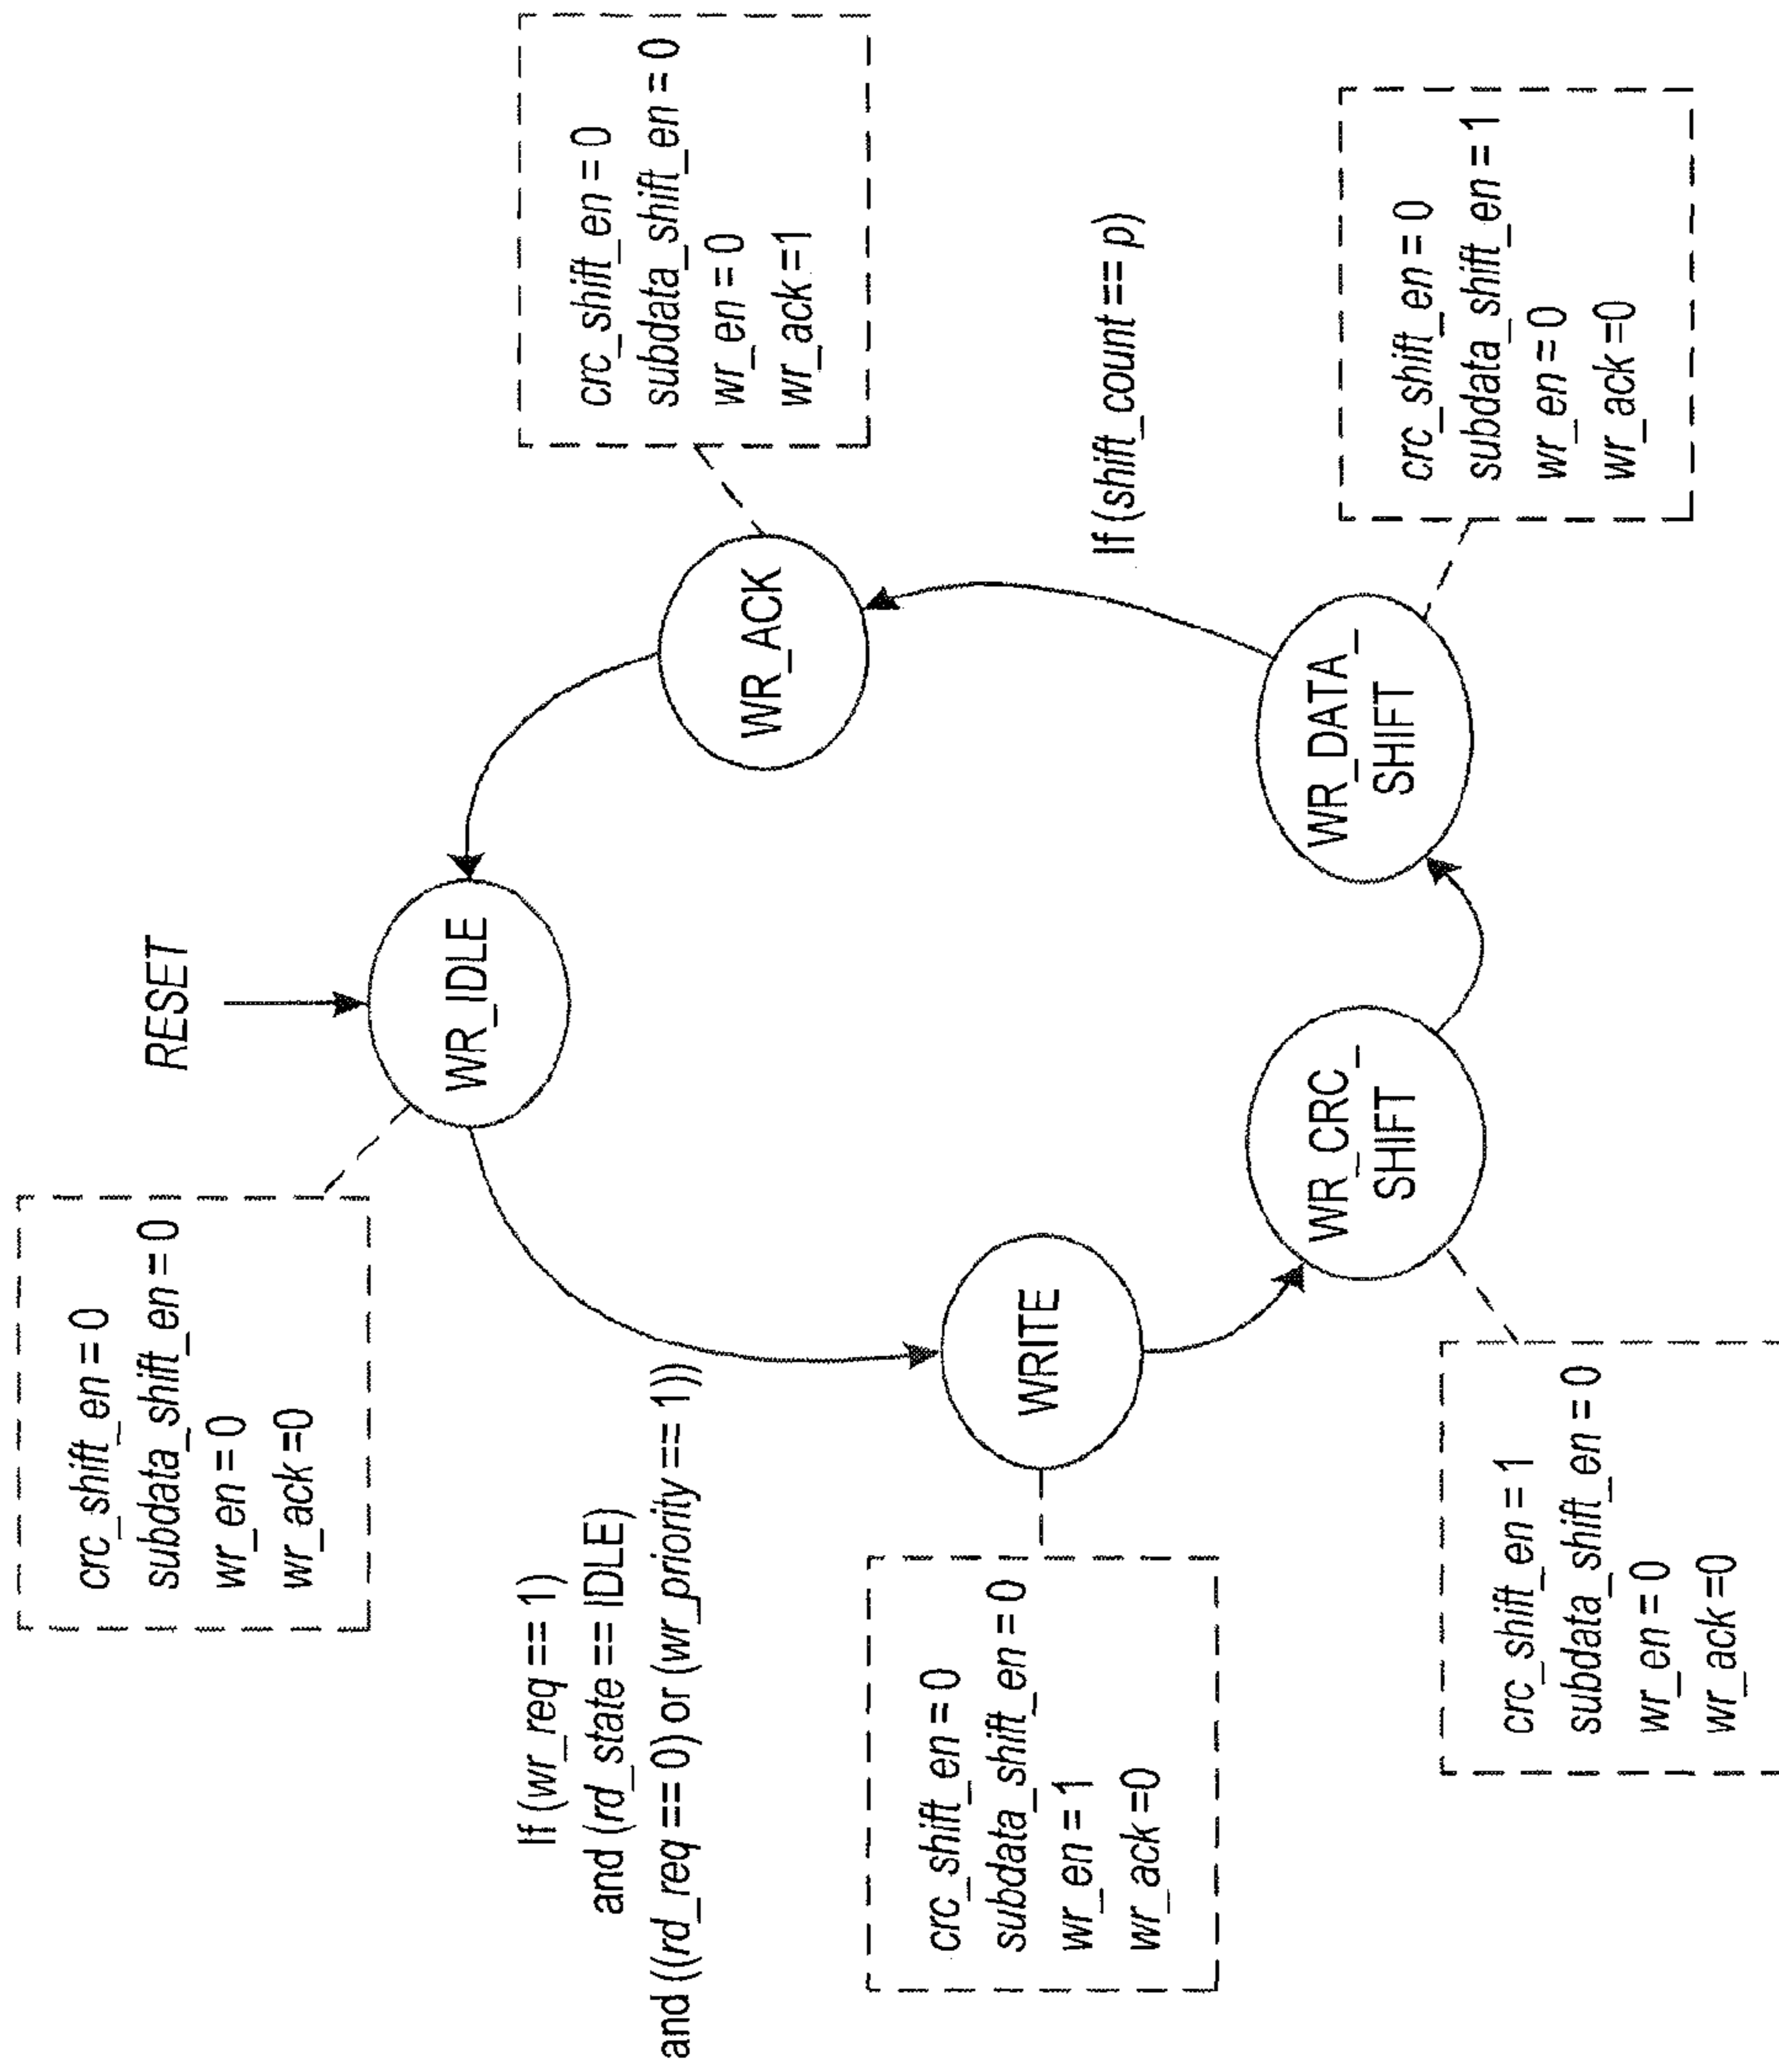 RESET
crc_shift_en = 0
subdata_shift_en = 0
wr_en = 0
wr_ack =0
WR_IDLE
If (wr_req == 1)
and (rd_state == IDLE)
and ((rd_req == 0) or (wr_priority == 1))
crc_shift_en = 0
subdata_shift_en = 0
wr_en = 0
wr_ack =1
WR_ACK
crc_shift_en = 0
subdata_shift_en = 0
wr_en = 1
wr_ack =0
WRITE
If (shift_count == p)
crc_shift_en = 1
subdata_shift_en = 0
wr_en = 0
wr_ack =0
WR_CRC_
SHIFT
WR_DATA_
SHIFT
crc_shift_en = 0
subdata_shift_en = 1
wr_en = 0
wr_ack =0